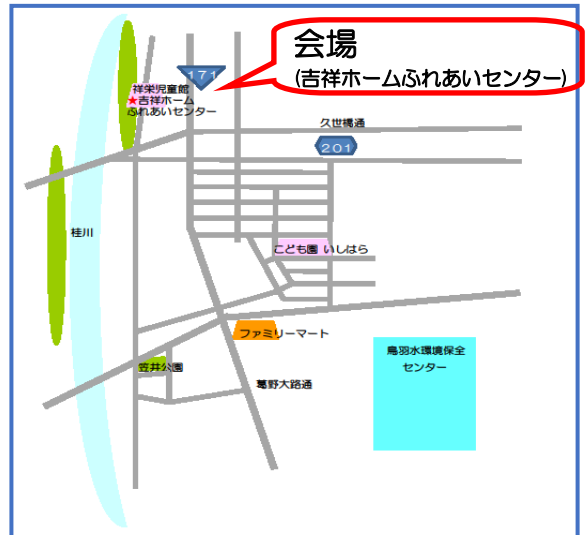 会場
(吉祥ホームふれあいセンター)
171
祥栄児童館
★吉祥ホーム
ふれあいセンター
久世橋通
201
桂川
こども園 いしはら
ファミリーマート
鳥羽水環境保全
センター
笠井公園
葛野大路通